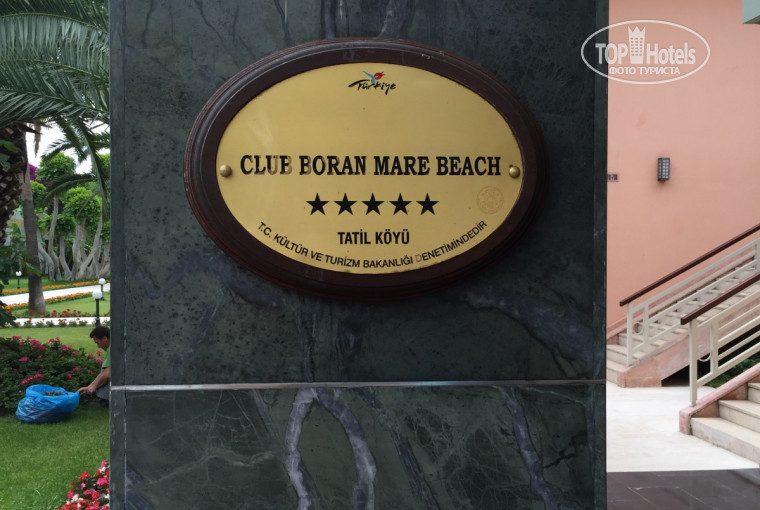 Türkiye
CLUB BORAN MARE BEACH
★★★★★
TATİL KÖYÜ
T.C. KÜLTÜR VE TURİZM BAKANLIĞI DENETİMİNDEDİR
TOP Hotels
ФОТО ТУРИСТА